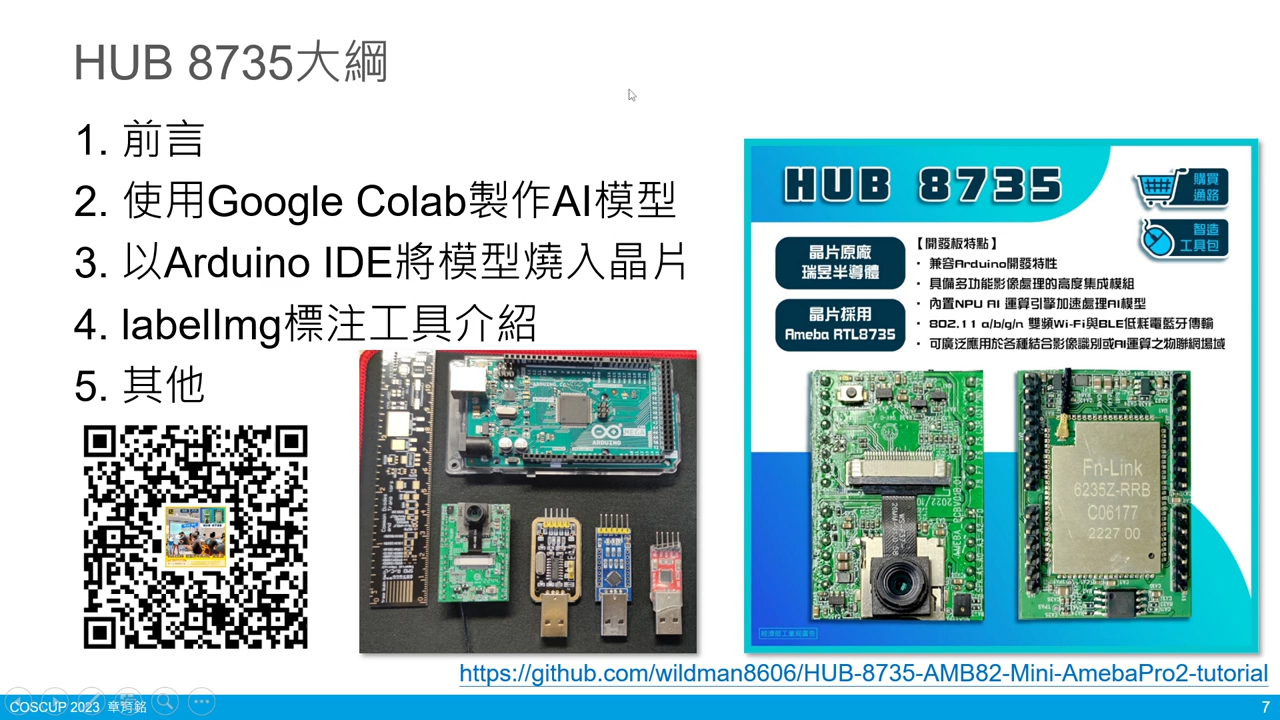 HUB 8735大綱
1. 前言
2. 使用Google Colab製作AI模型
3. 以Arduino IDE將模型燒入晶片
4. labelImg標注工具介紹
5. 其他
HUB 8735
購買
通路
智造
工具包
晶片原廠
瑞昱半導體
晶片採用
Ameba RTL8735
【開發板特點】
• 兼容Arduino開發特性
• 具備多功能影像處理的高度集成模組
• 內置NPU AI 運算引擎加速處理AI模型
• 802.11 a/b/g/n 雙頻Wi-Fi與BLE低耗電藍牙傳輸
• 可廣泛應用於各種結合影像識別或AI運算之物聯網場域
ARDUINO
Fn-Link
6235Z-RRB
C06177
2227 00
經濟部工業局廣告
https://github.com/wildman8606/HUB-8735-AMB82-Mini-AmebaPro2-tutorial
COSCUP 2023 章育銘
7